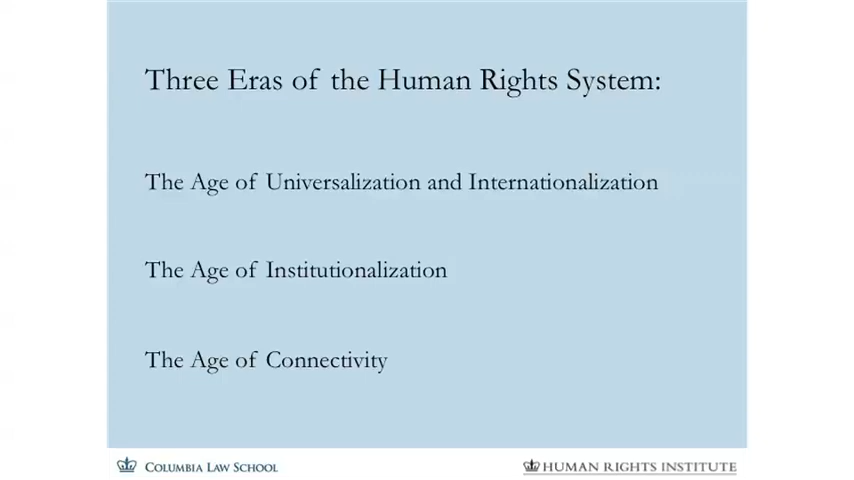 Three Eras of the Human Rights System:
The Age of Universalization and Internationalization
The Age of Institutionalization
The Age of Connectivity
COLUMBIA LAW SCHOOL
HUMAN RIGHTS INSTITUTE